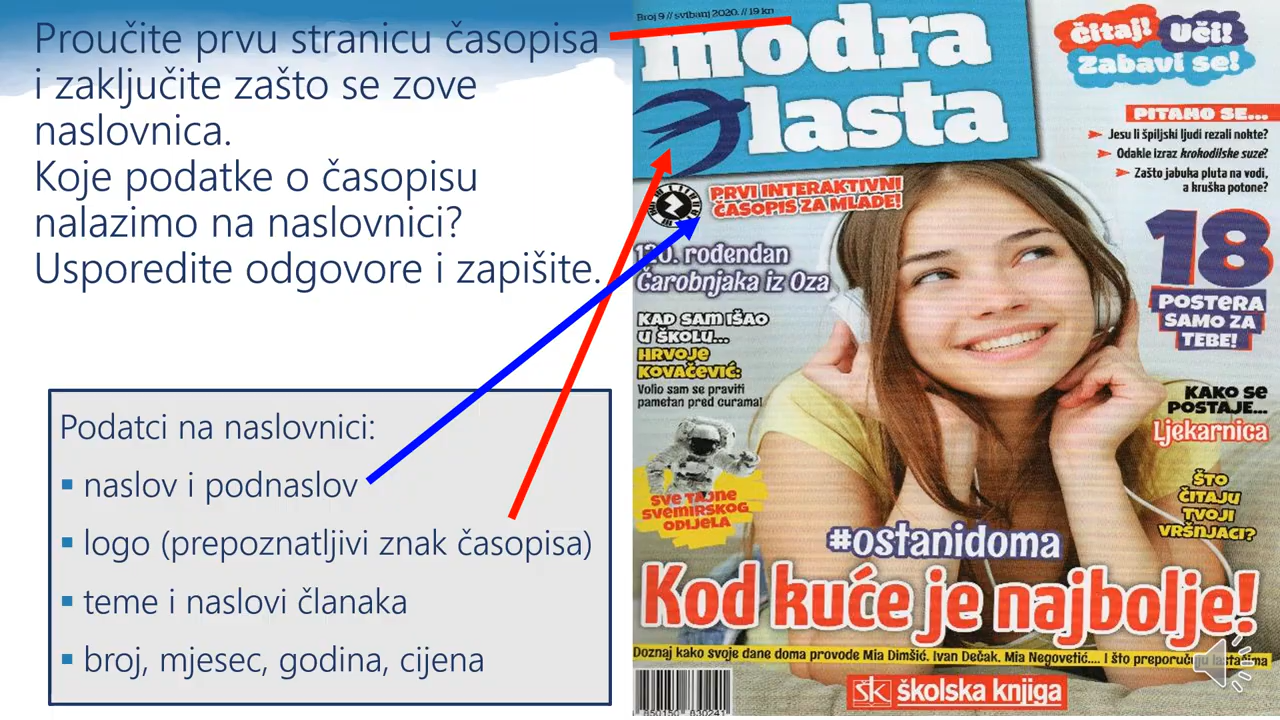 Proučite prvu stranicu časopisa
i zaključite zašto se zove
naslovnica.
Koje podatke o časopisu
nalazimo na naslovnici?
Usporedite odgovore i zapišite.
Podatci na naslovnici:
▪ naslov i podnaslov
▪ logo (prepoznatljivi znak časopisa)
▪ teme i naslovi članaka
▪ broj, mjesec, godina, cijena
Broj 9 // svibanj 2020. // 19 kn
modra
lasta
Čitaj! Uči!
Zabavi se!
PITAMO SE...
Jesu li špiljski ljudi rezali nokte?
Odakle izraz krokodilske suze?
Zašto jabuka pluta na vodi,
a kruška potone?
PRVI INTERAKTIVNI
ČASOPIS ZA MLADE!
120. rođendan
Čarobnjaka iz Oza
KAD SAM IŠAO
U ŠKOLU...
HRVOJE
KOVAČEVIĆ:
Volio sam se praviti
pametan pred curama!
18
POSTERA
SAMO ZA
TEBE!
KAKO SE
POSTAJE...
Ljekarnica
SVE TAJNE
SVEMIRSKOG
ODIJELA
ŠTO
ČITAJU
TVOJI
VRŠNJACI?
#ostanidoma
Kod kuće je najbolje!
Doznaj kako svoje dane doma provode Mia Dimšić, Ivan Dečak, Mia Negovetić.... I što preporučuju lastašima
šk školska knjiga